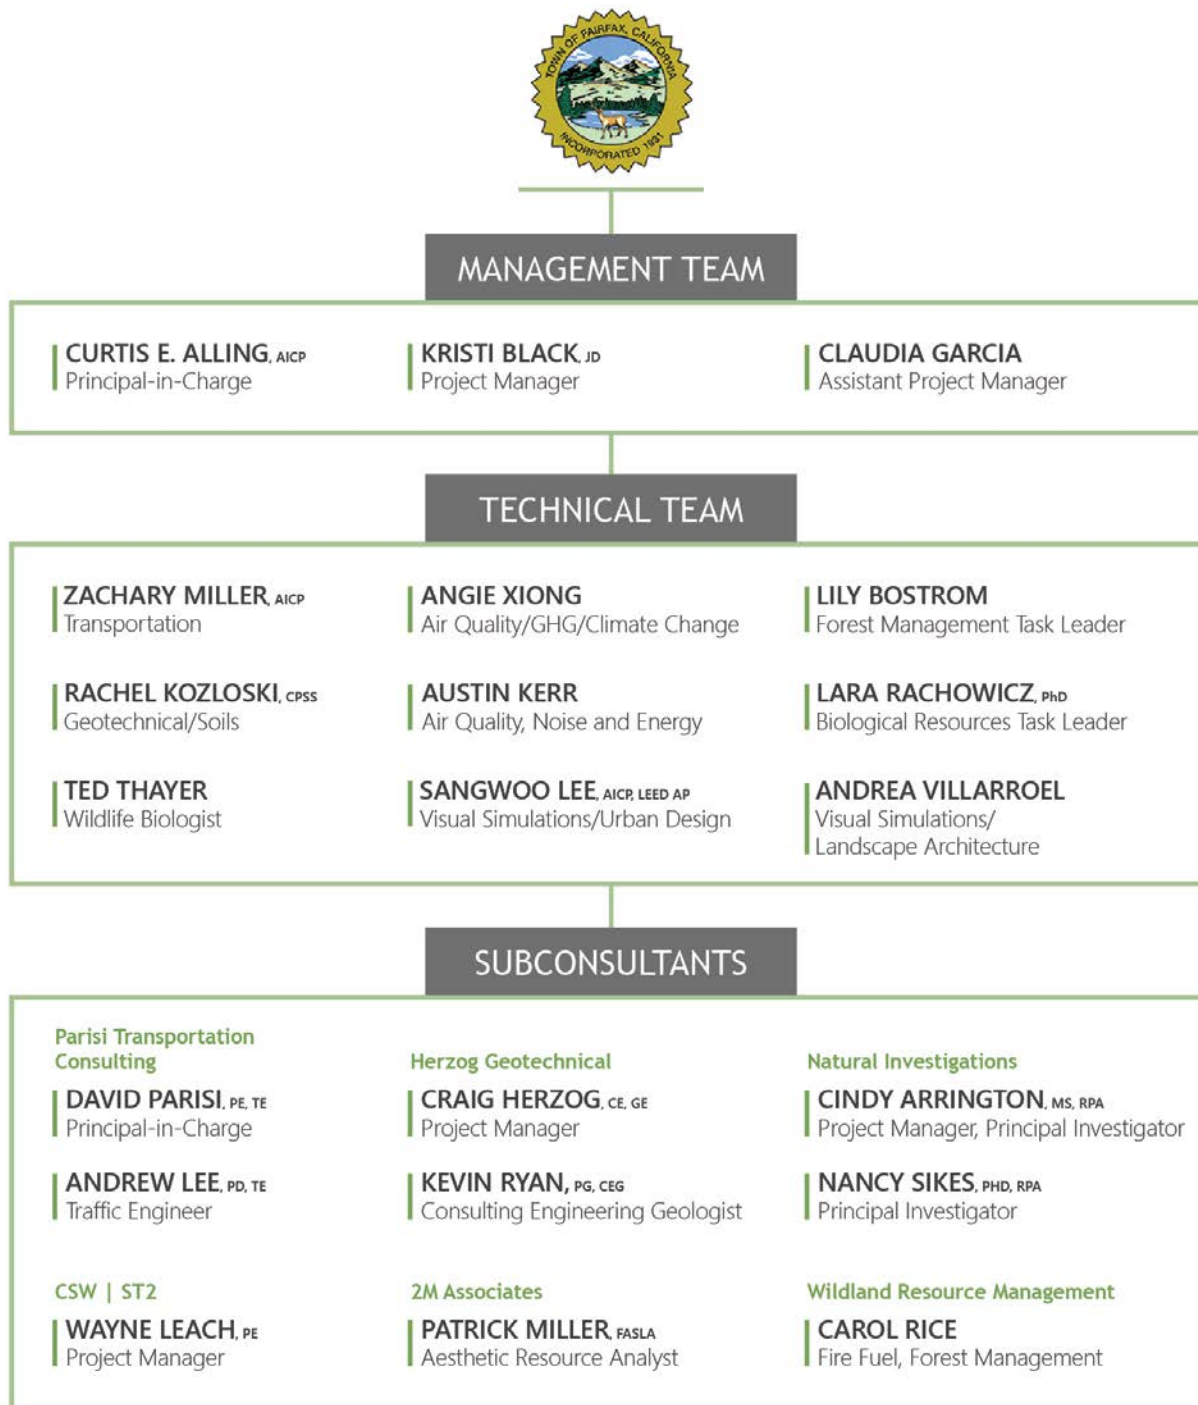 TOWN OF FAIRFAX, CALIFORNIA
INCORPORATED 1931
MANAGEMENT TEAM
CURTIS E. ALLING, AICP
Principal-in-Charge
KRISTI BLACK, JD
Project Manager
CLAUDIA GARCIA
Assistant Project Manager
TECHNICAL TEAM
ZACHARY MILLER, AICP
Transportation
ANGIE XIONG
Air Quality/GHG/Climate Change
LILY BOSTROM
Forest Management Task Leader
RACHEL KOZLOSKI, CPSS
Geotechnical/Soils
AUSTIN KERR
Air Quality, Noise and Energy
LARA RACHOWICZ, PhD
Biological Resources Task Leader
TED THAYER
Wildlife Biologist
SANGWOO LEE, AICP, LEED AP
Visual Simulations/Urban Design
ANDREA VILLARROEL
Visual Simulations/
Landscape Architecture
SUBCONSULTANTS
Parisi Transportation
Consulting
DAVID PARISI, PE, TE
Principal-in-Charge
ANDREW LEE, PD, TE
Traffic Engineer
Herzog Geotechnical
CRAIG HERZOG, CE, GE
Project Manager
KEVIN RYAN, PG, CEG
Consulting Engineering Geologist
Natural Investigations
CINDY ARRINGTON, MS, RPA
Project Manager, Principal Investigator
NANCY SIKES, PHD, RPA
Principal Investigator
CSW | ST2
WAYNE LEACH, PE
Project Manager
2M Associates
PATRICK MILLER, FASLA
Aesthetic Resource Analyst
Wildland Resource Management
CAROL RICE
Fire Fuel, Forest Management